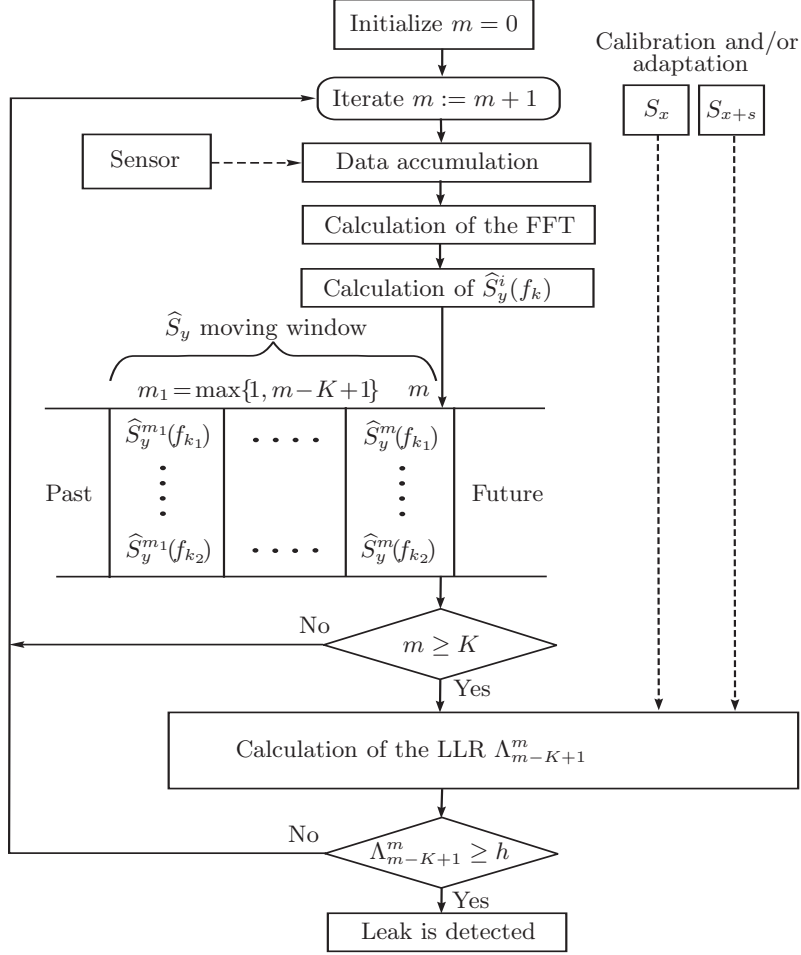 Initialize m = 0
Calibration and/or
adaptation
Iterate m := m + 1
S_x
S_{x+s}
Sensor
Data accumulation
Calculation of the FFT
Calculation of Ŝ_y^i(f_k)
Ŝ_y moving window
m_1 = max{1, m−K+1}
m
Ŝ_y^{m_1}(f_{k_1})
. . . .
Ŝ_y^m(f_{k_1})
Past
Future
Ŝ_y^{m_1}(f_{k_2})
. . . .
Ŝ_y^m(f_{k_2})
No
m ≥ K
Yes
Calculation of the LLR Λ_{m−K+1}^m
No
Λ_{m−K+1}^m ≥ h
Yes
Leak is detected